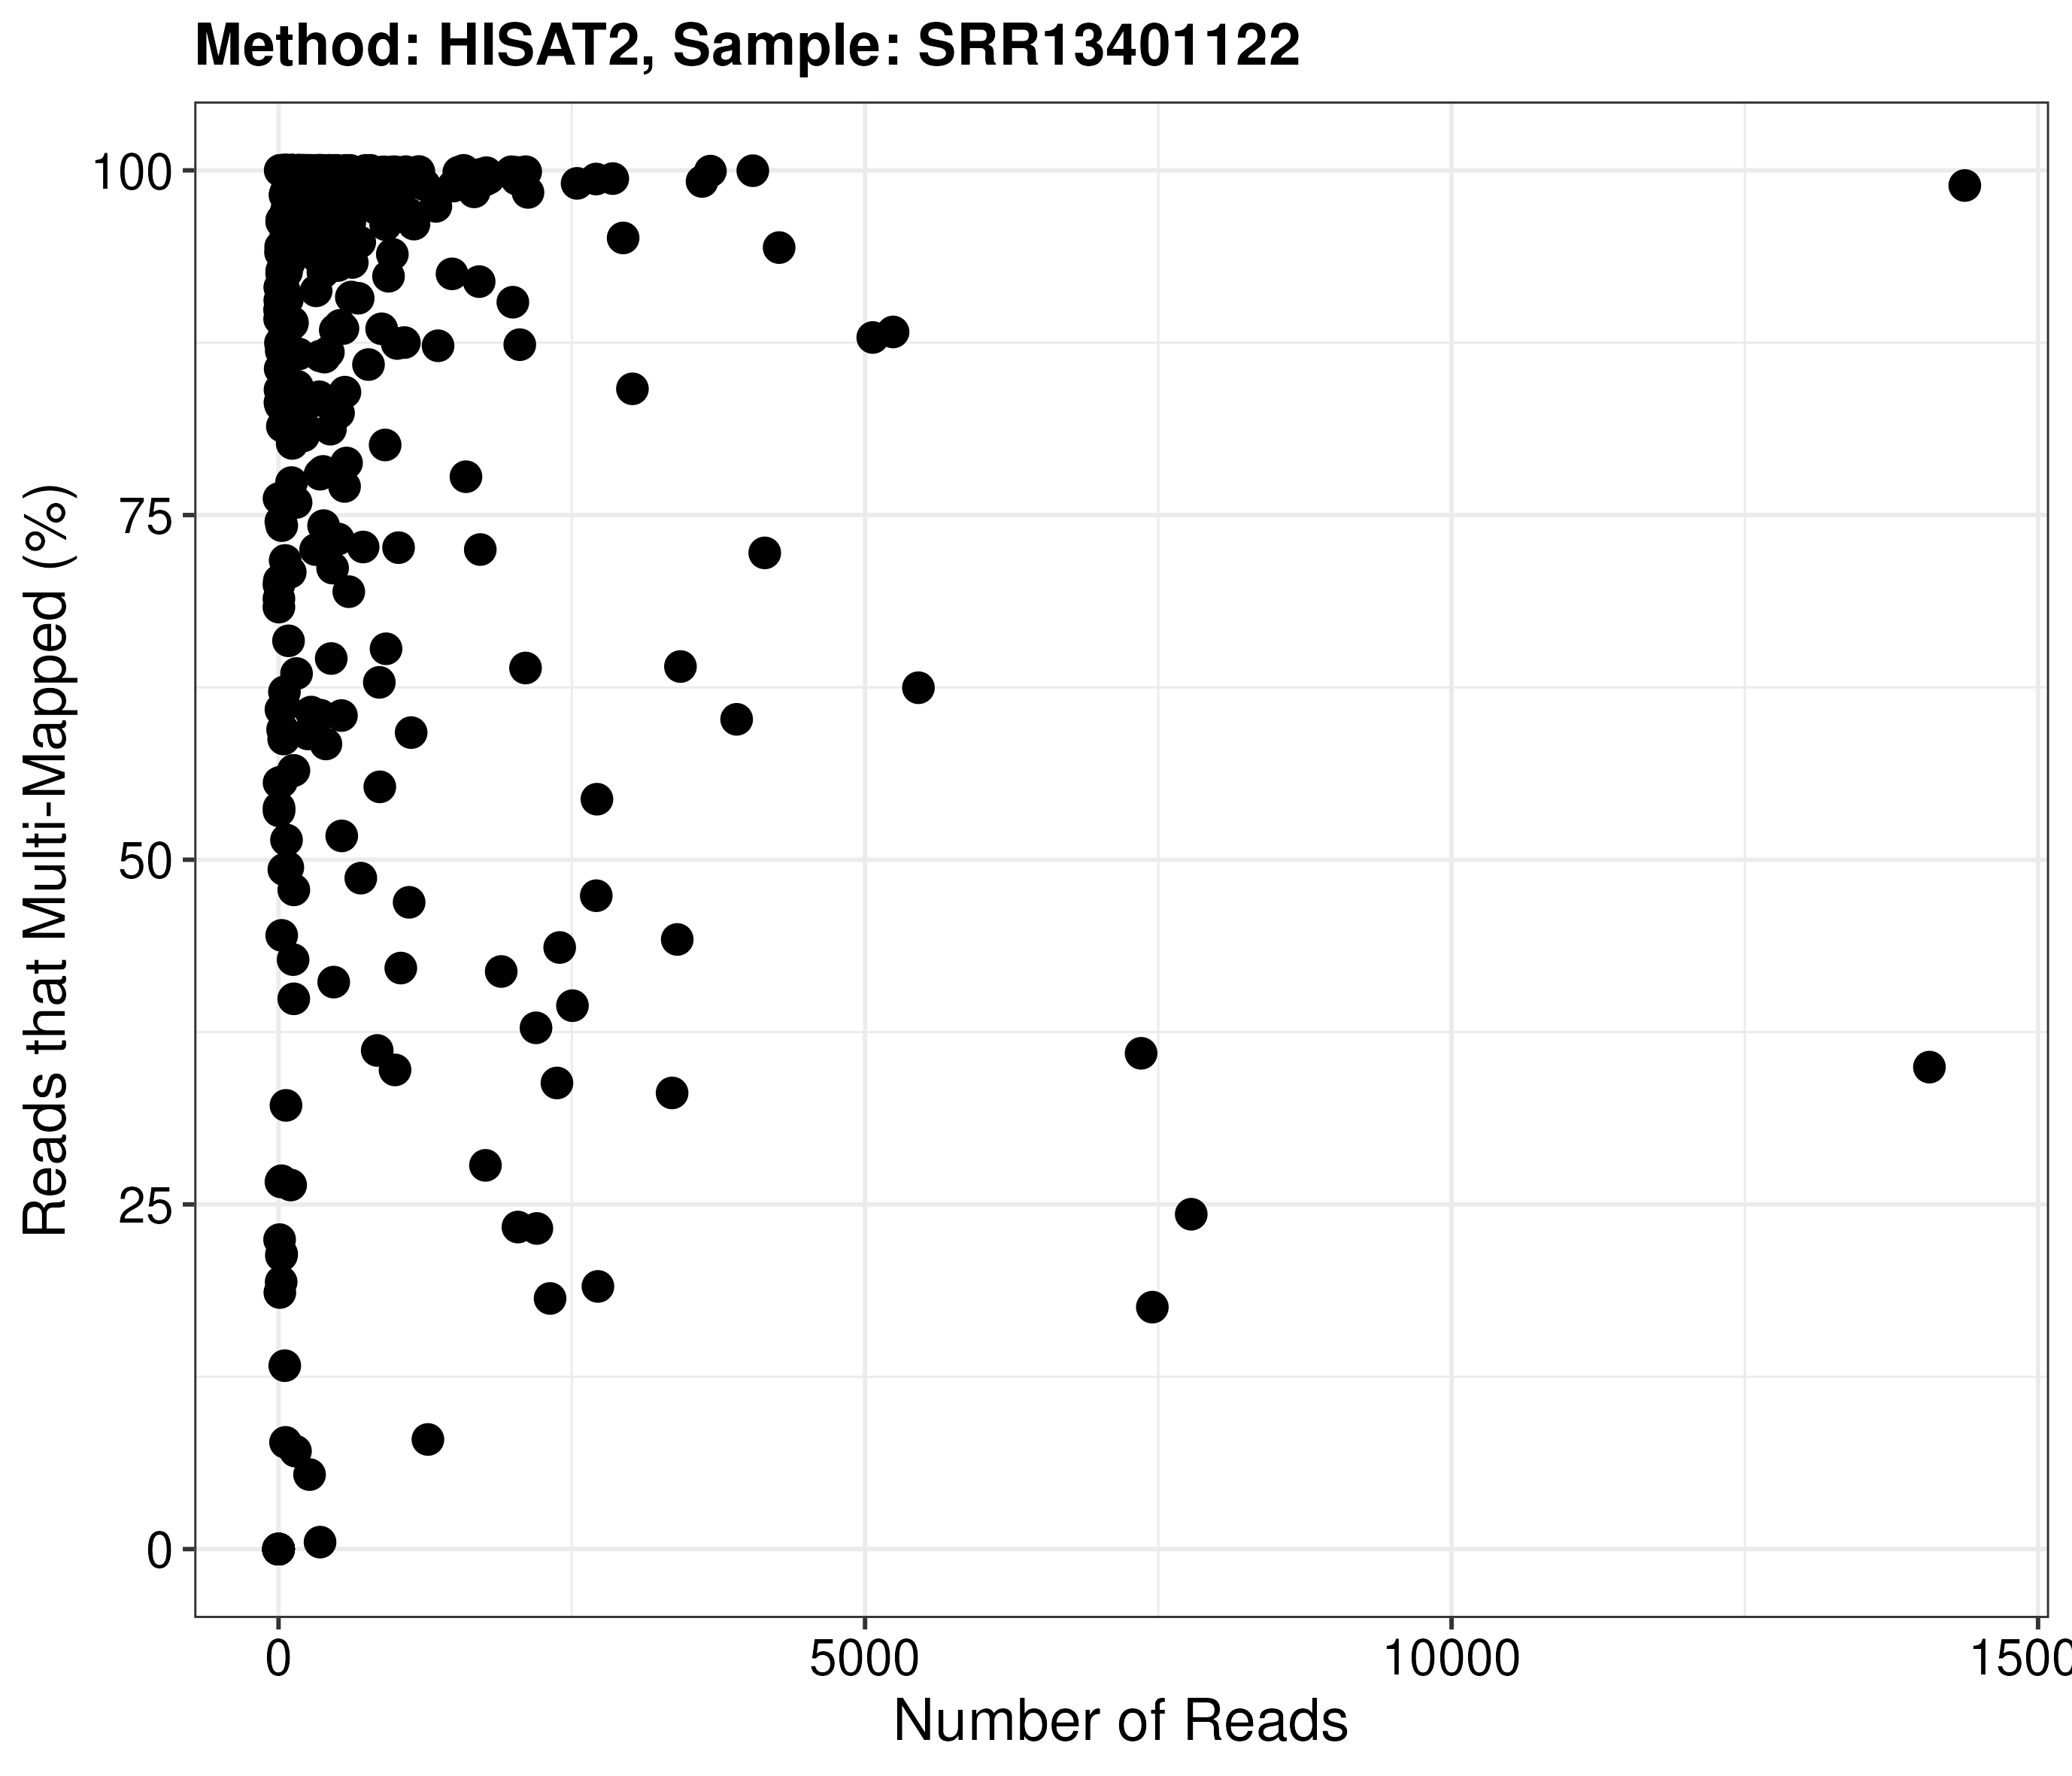 Method: HISAT2, Sample: SRR13401122
Reads that Multi-Mapped (%)
100
75
50
25
0
0 5000 10000 1500
Number of Reads